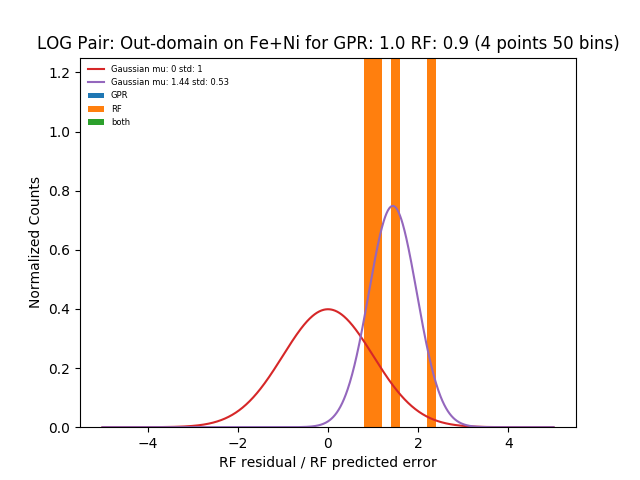 LOG Pair: Out-domain on Fe+Ni for GPR: 1.0 RF: 0.9 (4 points 50 bins)
Gaussian mu: 0 std: 1
Gaussian mu: 1.44 std: 0.53
GPR
RF
both
1.2
1.0
0.8
0.6
0.4
0.2
0.0
Normalized Counts
−4
−2
0
2
4
RF residual / RF predicted error